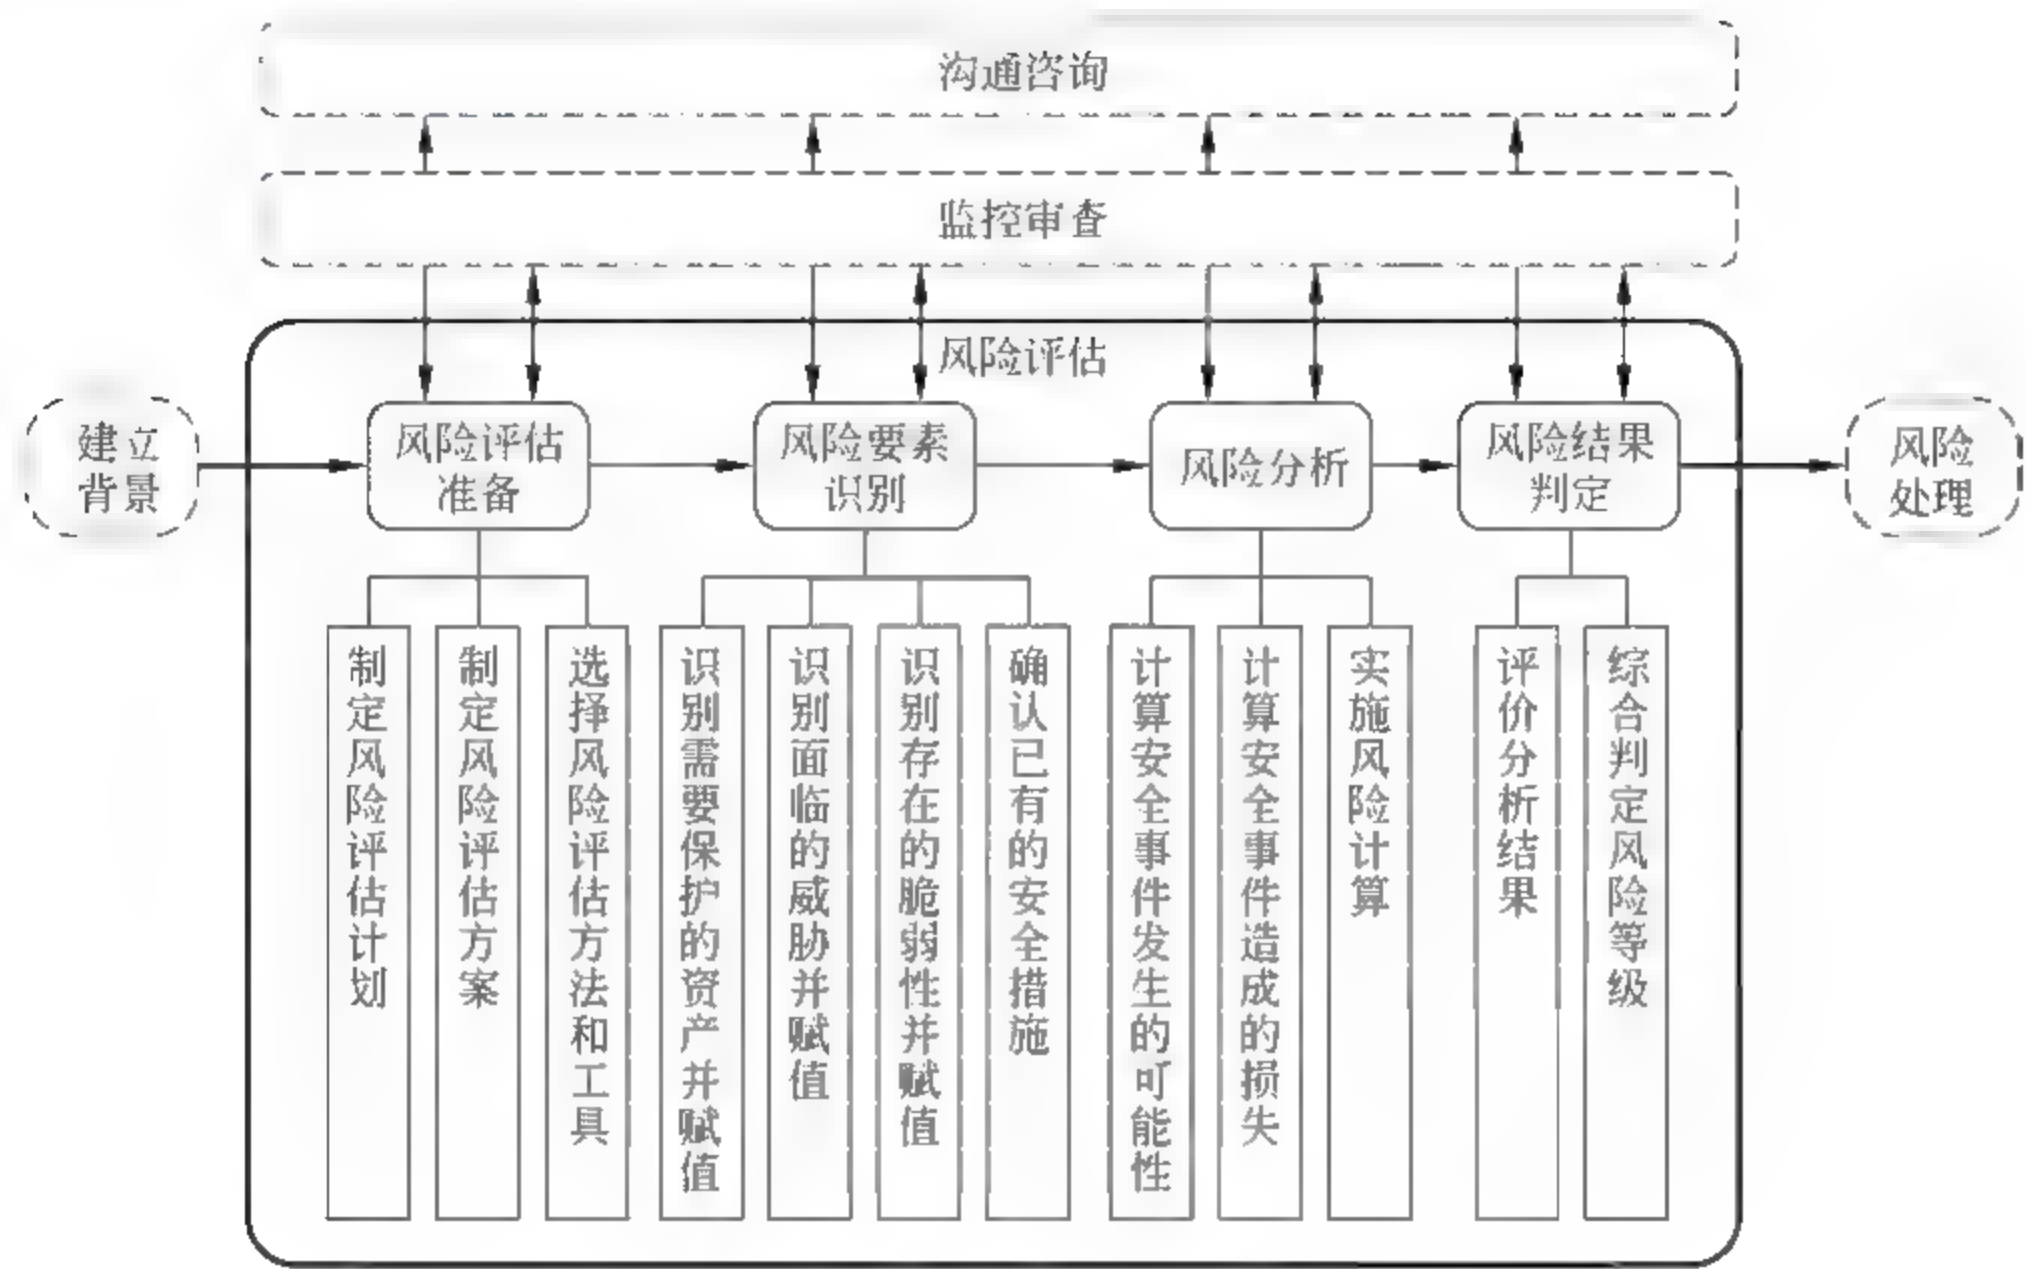 沟通咨询
监控审查
风险评估
建立
背景
风险评估
准备
风险要素
识别
风险分析
风险结果
判定
风险
处理
制定风险评估计划
制定风险评估方案
选择风险评估方法和工具
识别需要保护的资产并赋值
识别面临的威胁并赋值
识别存在的脆弱性并赋值
确认已有的安全措施
计算安全事件发生的可能性
计算安全事件造成的损失
实施风险计算
评价分析结果
综合判定风险等级